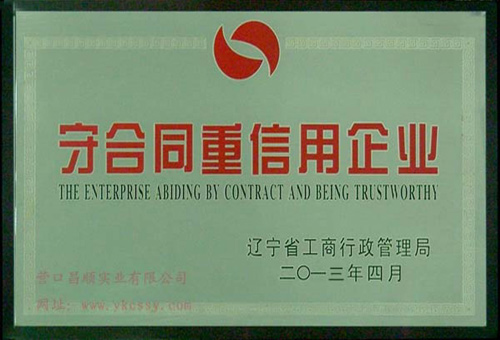 守合同重信用企业
THE ENTERPRISE ABIDING BY CONTRACT AND BEING TRUSTWORTHY
辽宁省工商行政管理局
二〇一三年四月
营口昌顺实业有限公司
网址: www.ykcssy.com